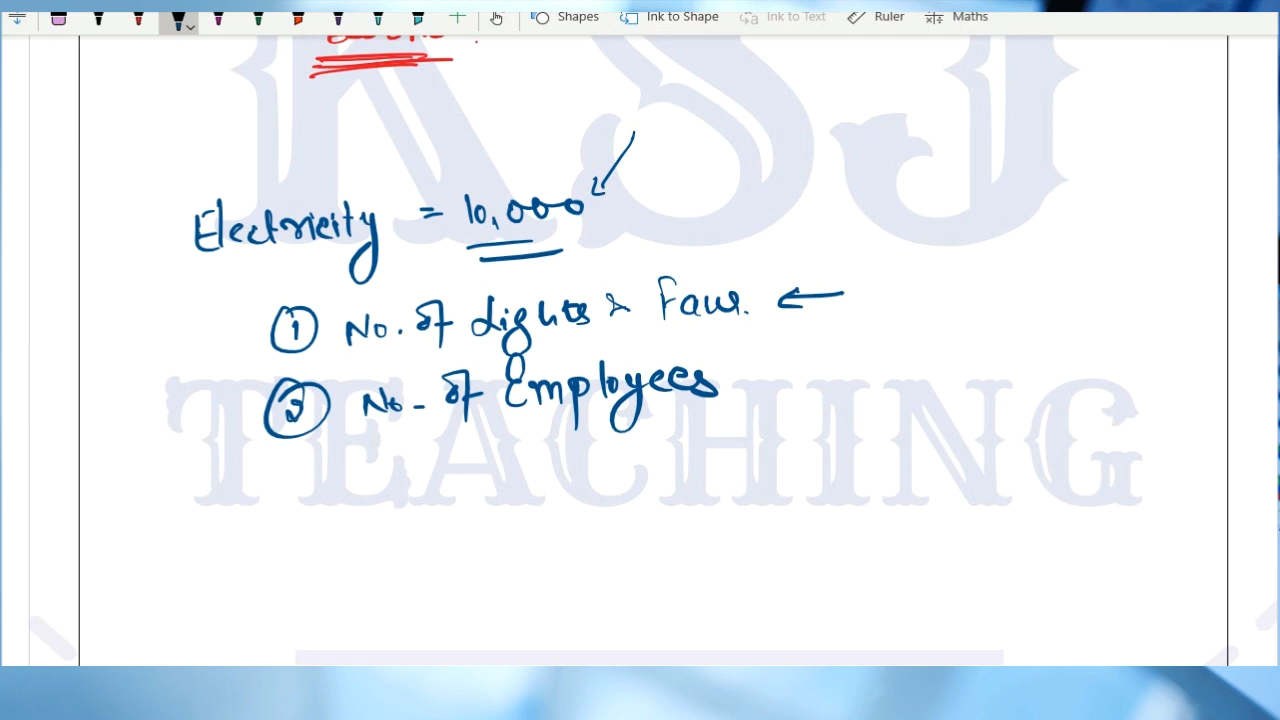 Shapes Ink to Shape Ink to Text Ruler Maths
KSJ
TEACHING
Electricity = 10,000
① No. of Lights & Fans. ←
③ No - of Employees